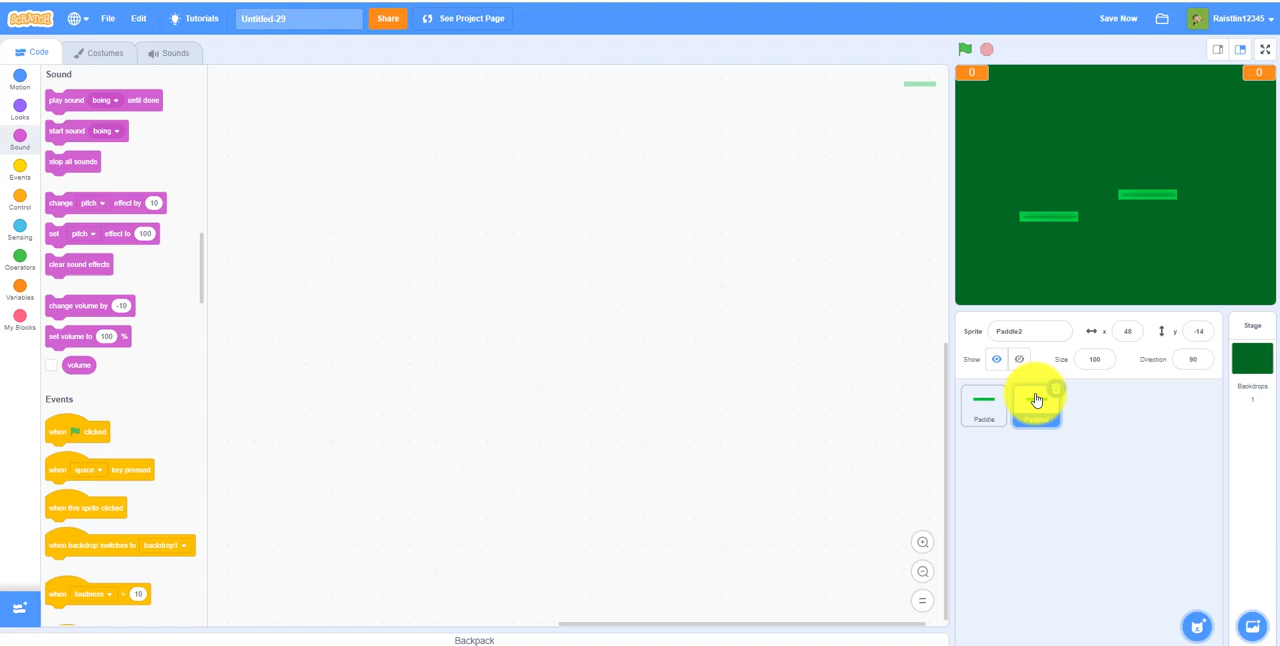 SCRATCH File Edit Tutorials Untitled-29 Share See Project Page Save Now Raistlin12345
Code Costumes Sounds
Motion
Looks
Sound
Events
Control
Sensing
Operators
Variables
My Blocks
Sound
play sound boing until done
start sound boing
stop all sounds
change pitch effect by 10
set pitch effect to 100
clear sound effects
change volume by -10
set volume to 100 %
volume
Events
when clicked
when space key pressed
when this sprite clicked
when backdrop switches to backdrop1
when loudness > 10
Backpack
0 0
Sprite Paddle2 x 48 y -14
Show Size 100 Direction 90
Paddle
Paddle2
Stage
Backdrops
1